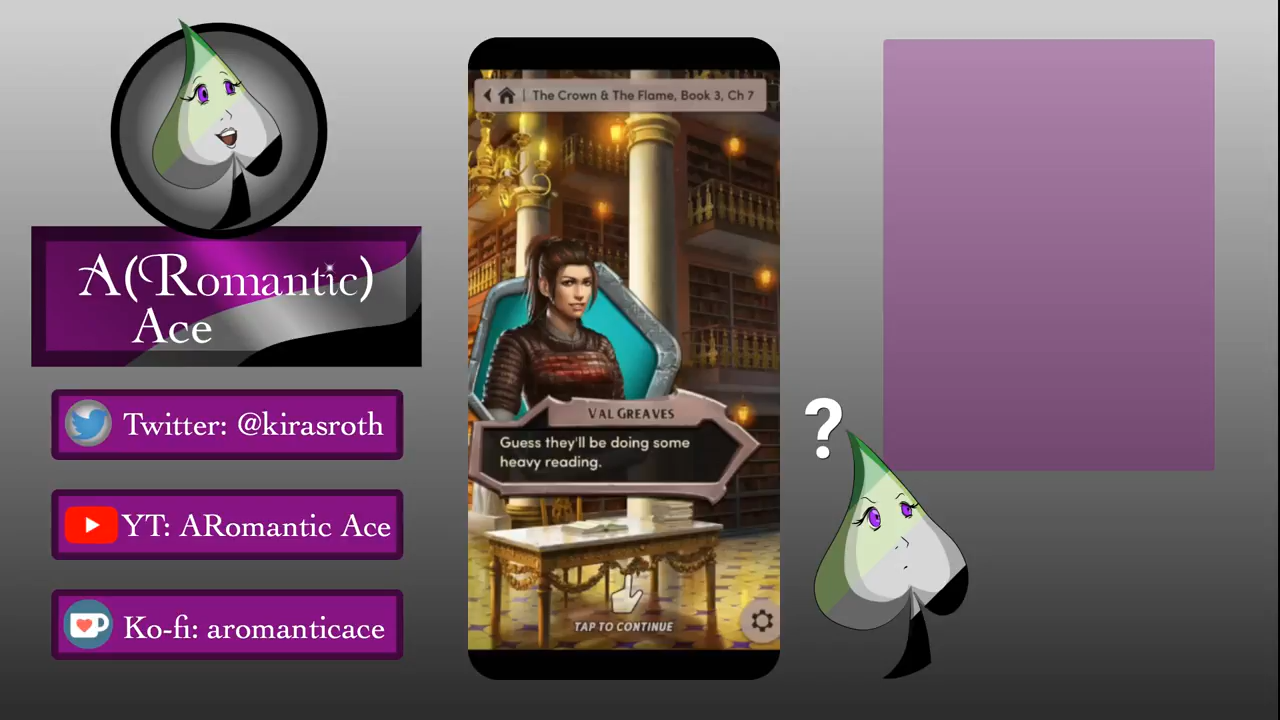 A(Romantic)
Ace
Twitter: @kirasroth
YT: ARomantic Ace
Ko-fi: aromanticace
The Crown & The Flame, Book 3, Ch 7
VAL GREAVES
Guess they'll be doing some
heavy reading.
TAP TO CONTINUE
?